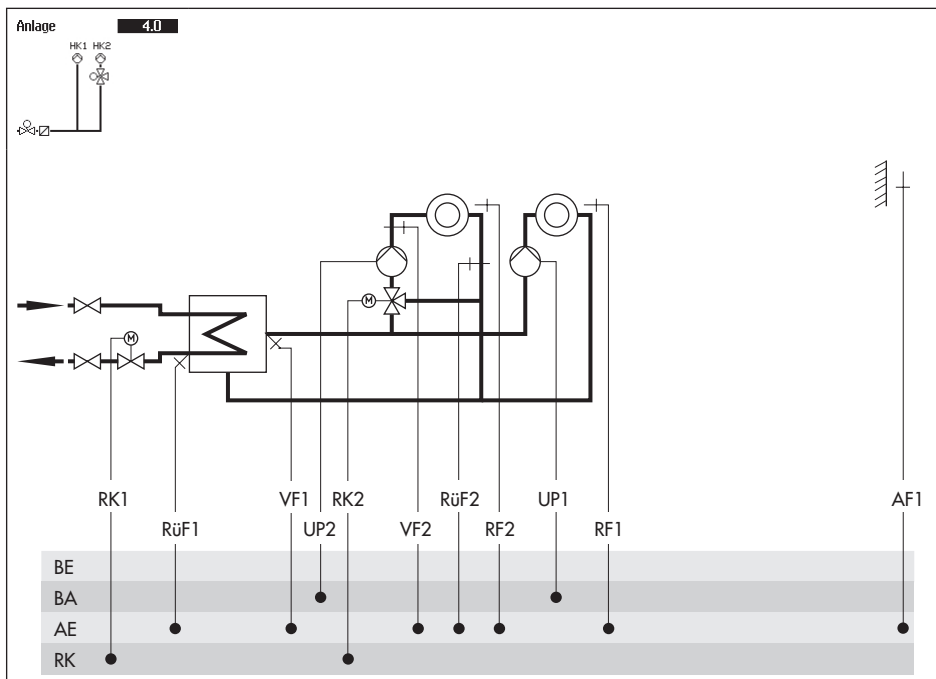 Anlage 4.0
HK1 HK2
M
M
RK1 VF1 RK2 RüF2 UP1 AF1
RüF1 UP2 VF2 RF2 RF1
BE
BA
AE
RK